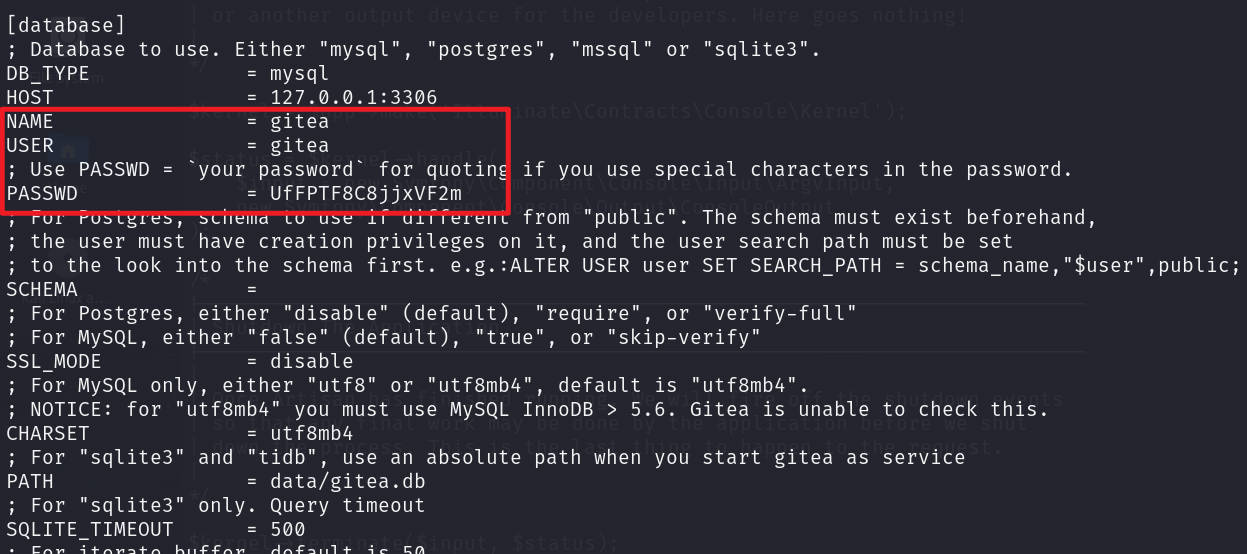 [database]
; Database to use. Either "mysql", "postgres", "mssql" or "sqlite3".
DB_TYPE = mysql
HOST = 127.0.0.1:3306
NAME = gitea
USER = gitea
; Use PASSWD = `your password` for quoting if you use special characters in the password.
PASSWD = UfFPTF8C8jjxVF2m
; For Postgres, schema to use if different from "public". The schema must exist beforehand,
; the user must have creation privileges on it, and the user search path must be set
; to the look into the schema first. e.g.:ALTER USER user SET SEARCH_PATH = schema_name,"$user",public;
SCHEMA =
; For Postgres, either "disable" (default), "require", or "verify-full"
; For MySQL, either "false" (default), "true", or "skip-verify"
SSL_MODE = disable
; For MySQL only, either "utf8" or "utf8mb4", default is "utf8mb4".
; NOTICE: for "utf8mb4" you must use MySQL InnoDB > 5.6. Gitea is unable to check this.
CHARSET = utf8mb4
; For "sqlite3" and "tidb", use an absolute path when you start gitea as service
PATH = data/gitea.db
; For "sqlite3" only. Query timeout
SQLITE_TIMEOUT = 500
; For iterate buffer, default is 50